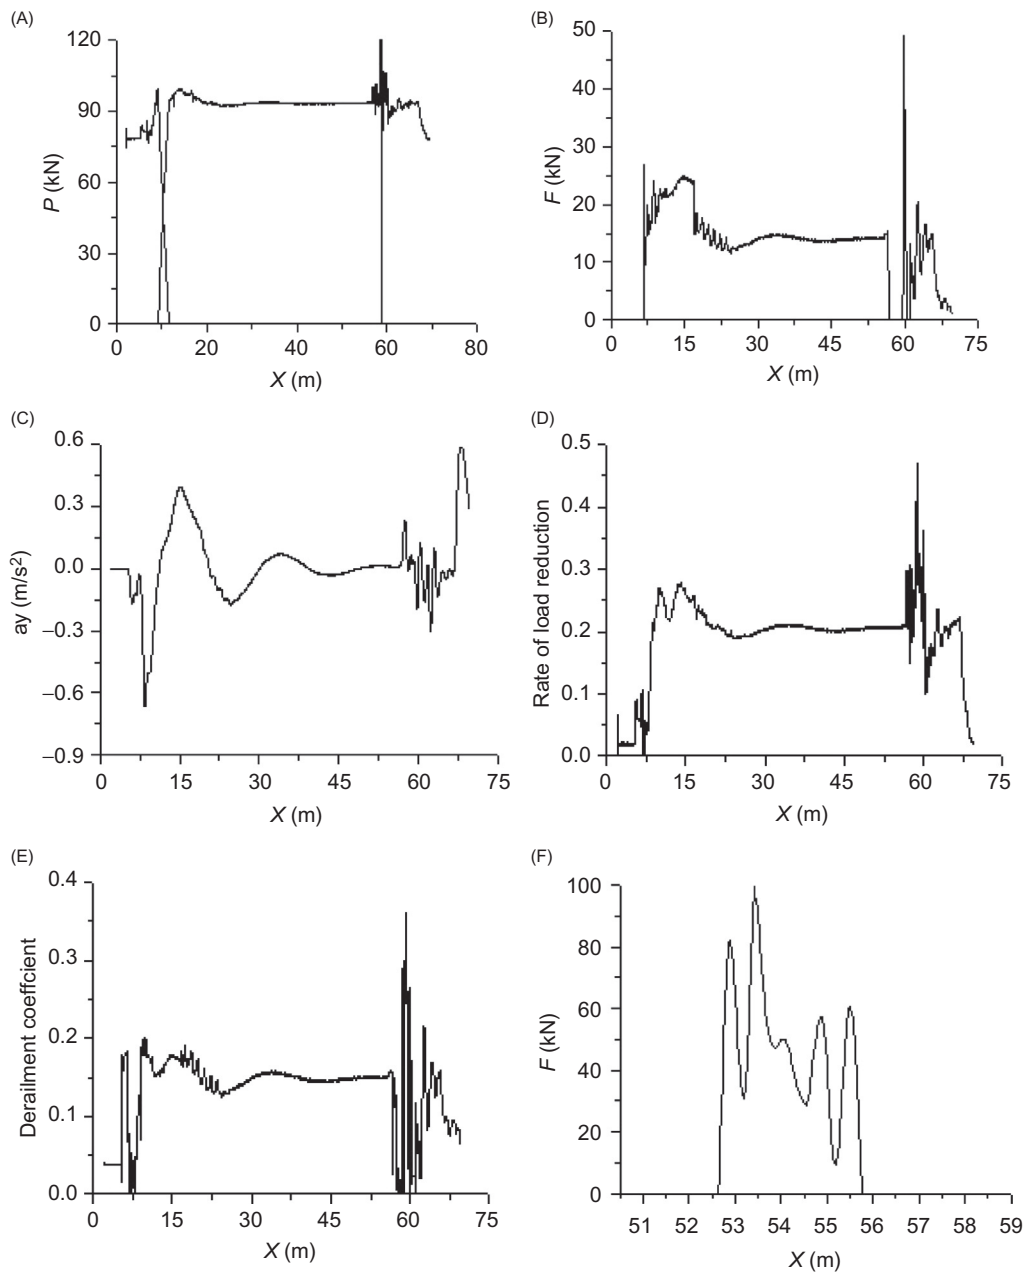 (A)
120
90
60
30
0
P (kN)
0 20 40 60 80
X (m)
(B)
50
40
30
20
10
0
F (kN)
0 15 30 45 60 75
X (m)
(C)
0.6
0.3
0.0
−0.3
−0.6
−0.9
ay (m/s²)
0 15 30 45 60 75
X (m)
(D)
0.5
0.4
0.3
0.2
0.1
0.0
Rate of load reduction
0 15 30 45 60 75
X (m)
(E)
0.4
0.3
0.2
0.1
0.0
Derailment coeffcient
0 15 30 45 60 75
X (m)
(F)
100
80
60
40
20
0
F (kN)
51 52 53 54 55 56 57 58 59
X (m)